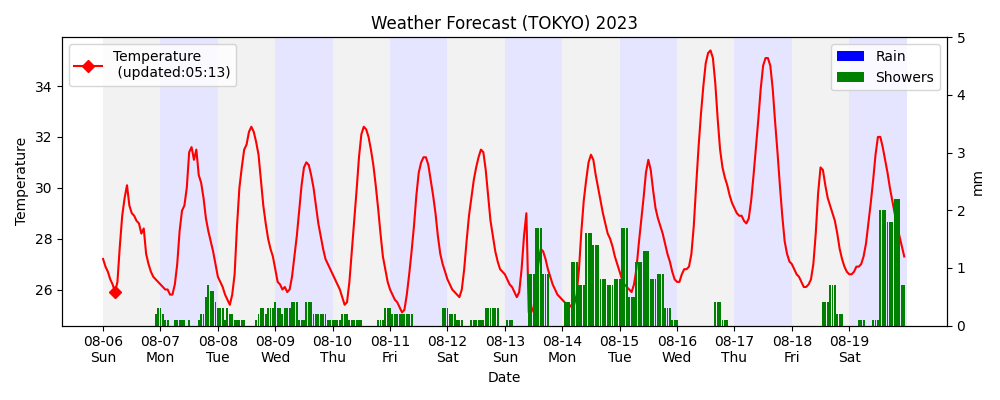 Weather Forecast (TOKYO) 2023
Temperature
(updated:05:13)
Rain
Showers
Temperature
34
32
30
28
26
5
4
3
2
1
0
mm
08-06 08-07 08-08 08-09 08-10 08-11 08-12 08-13 08-14 08-15 08-16 08-17 08-18 08-19
Sun Mon Tue Wed Thu Fri Sat Sun Mon Tue Wed Thu Fri Sat
Date